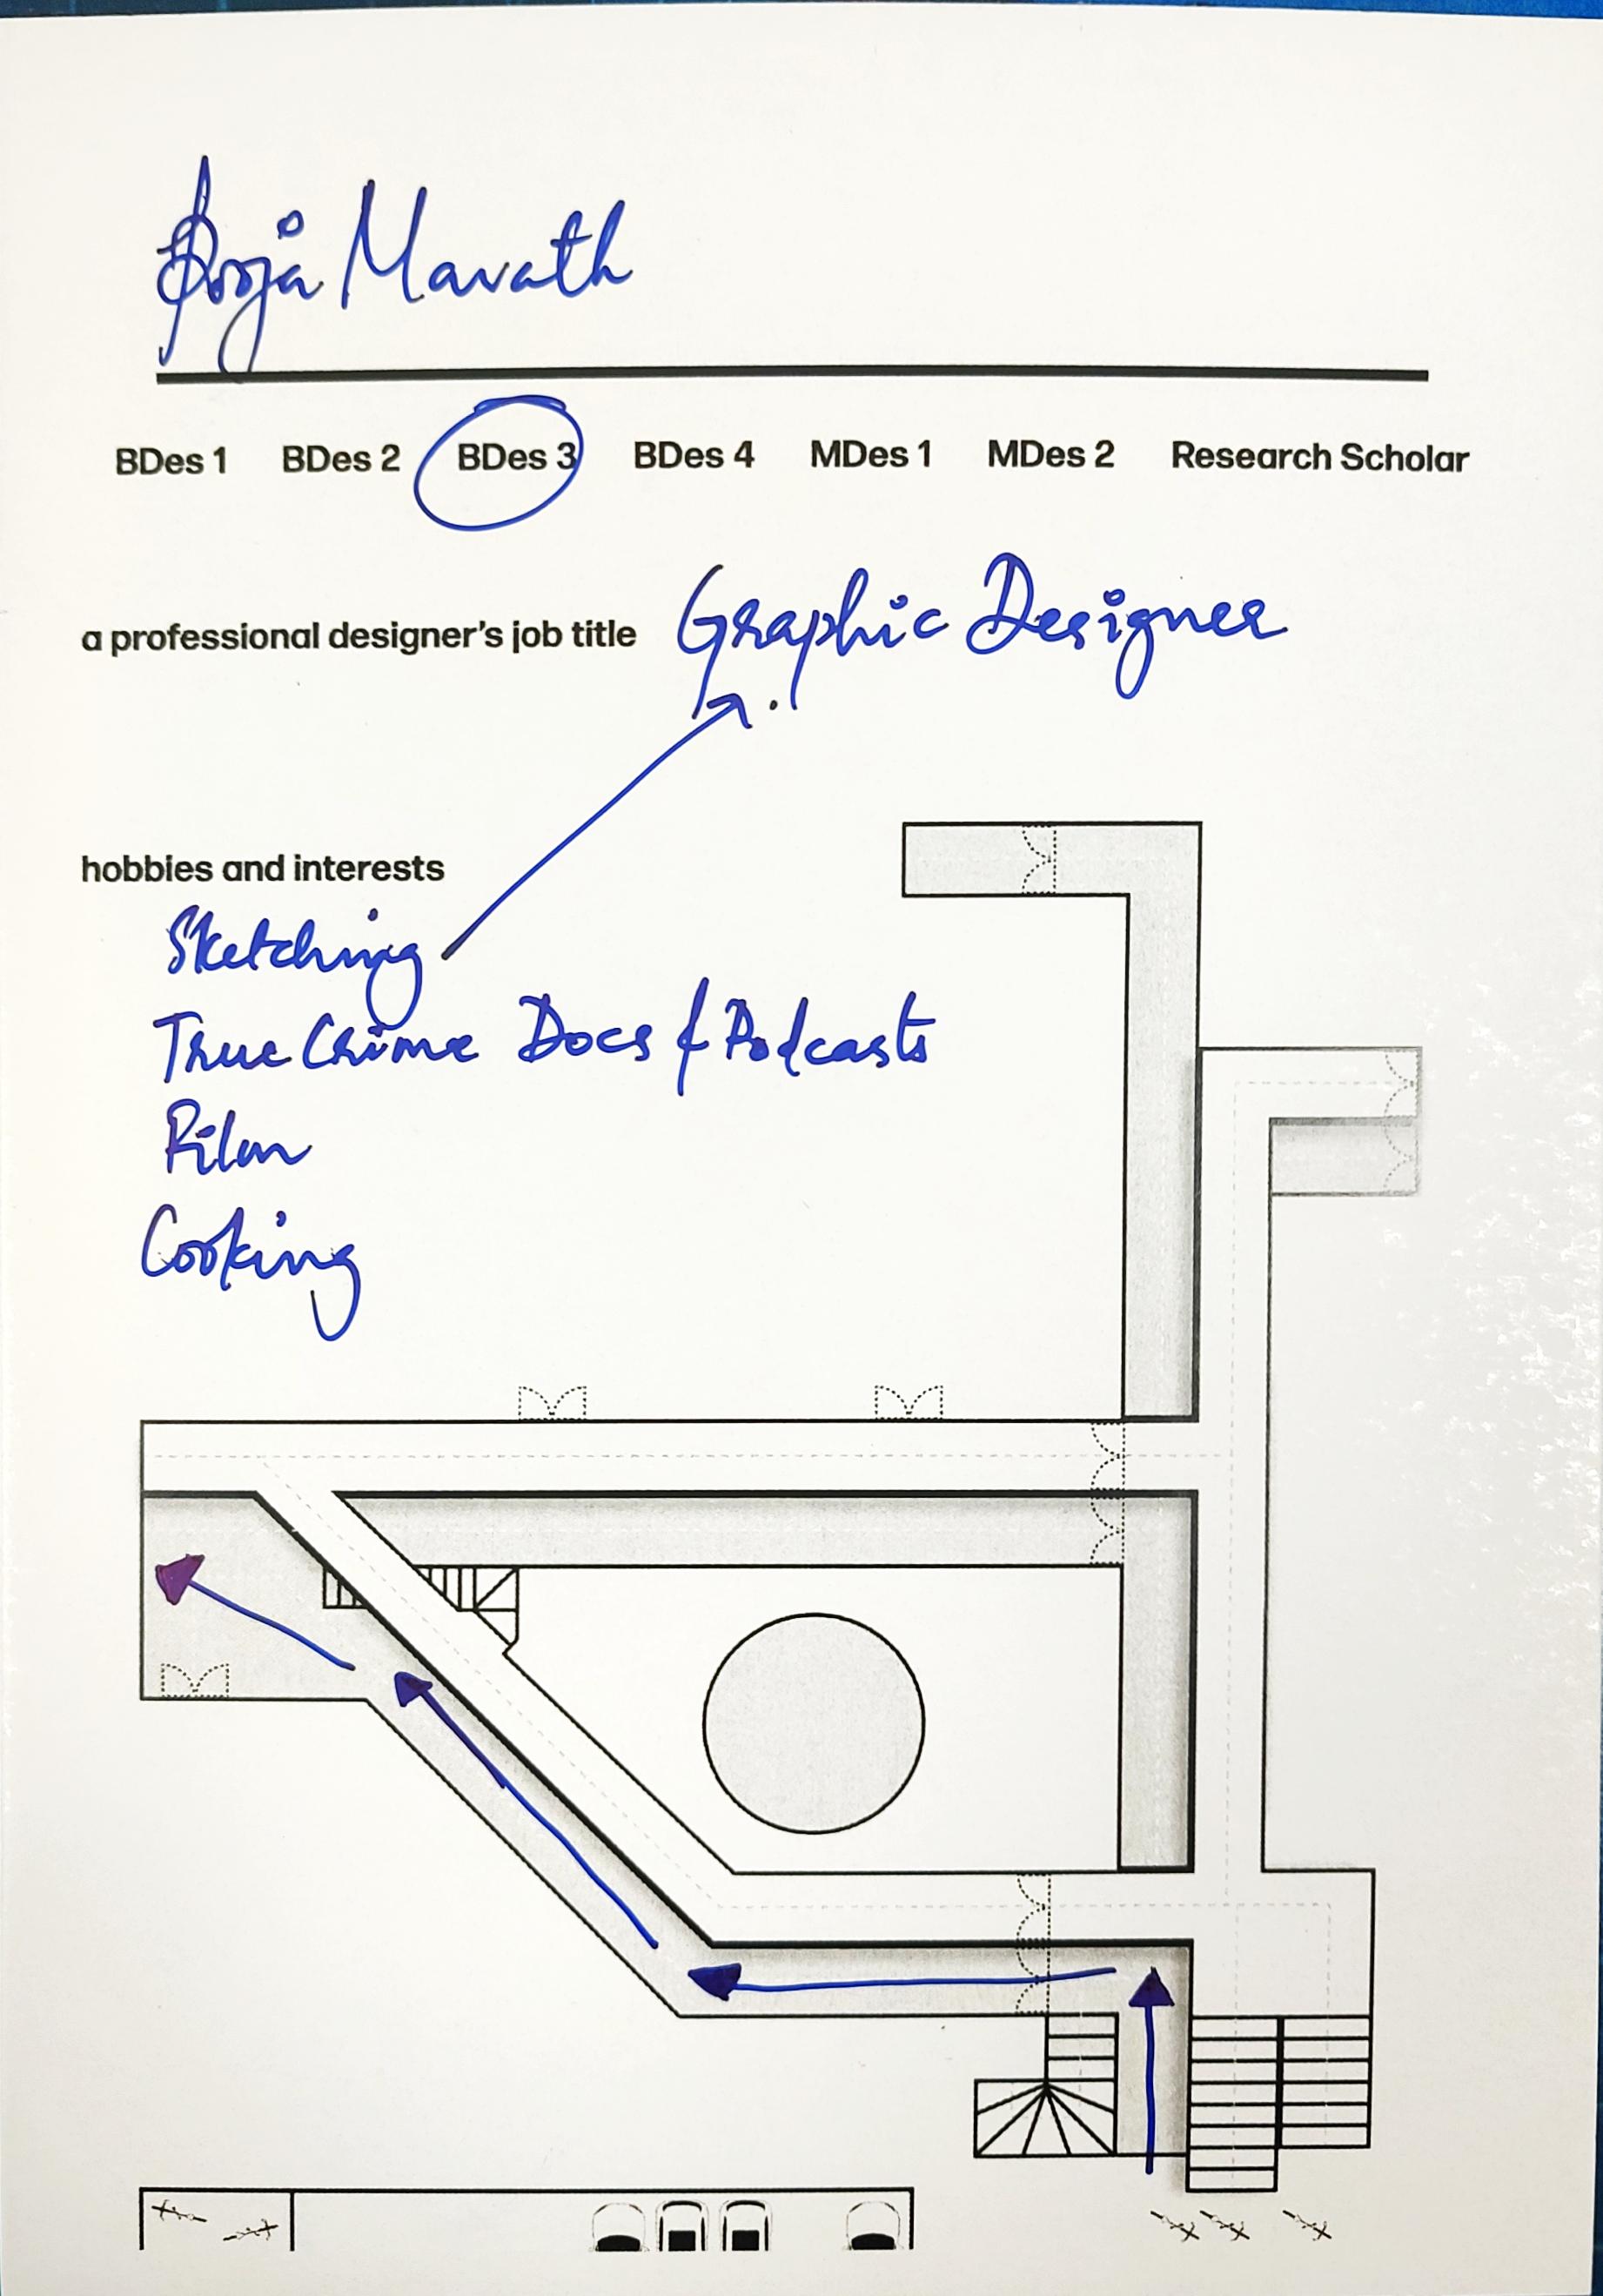 Pooja Mavath
BDes 1 BDes 2 BDes 3 BDes 4 MDes 1 MDes 2 Research Scholar
a professional designer's job title Graphic Designer
hobbies and interests
Sketching
True Crime Docs & Podcasts
Cooking